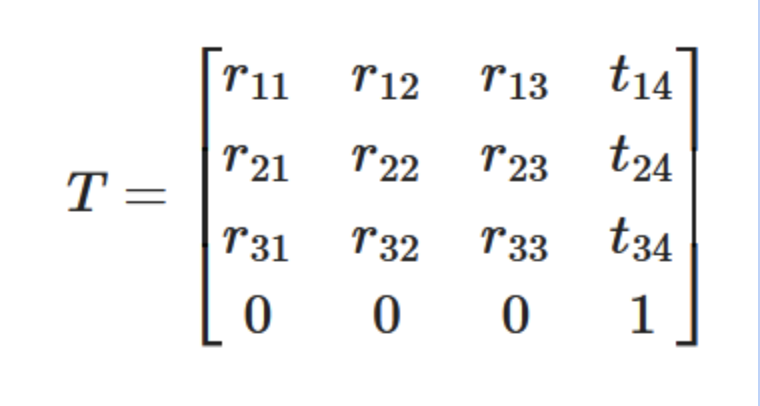 r11 r12 r13 t14
r21 r22 r23 t24
T =
r31 r32 r33 t34
0 0 0 1